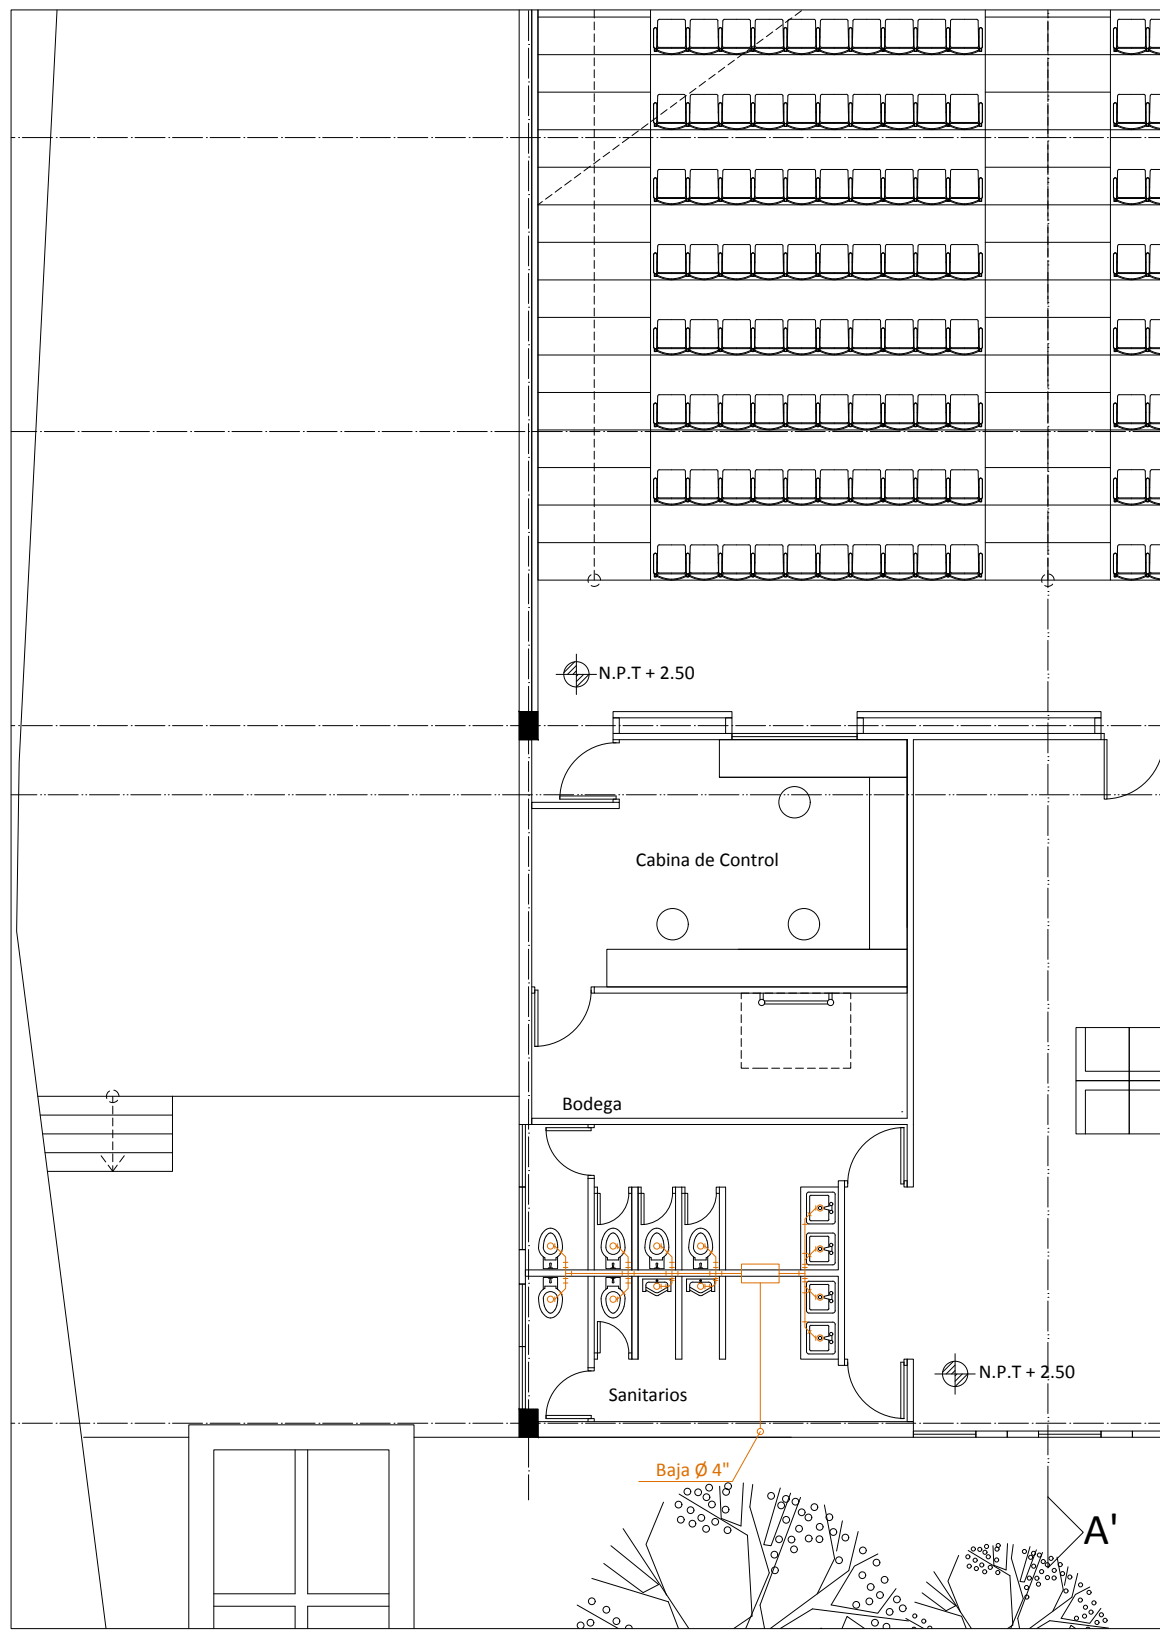 N.P.T + 2.50
Cabina de Control
Bodega
N.P.T + 2.50
Sanitarios
Baja Ø 4"
A'